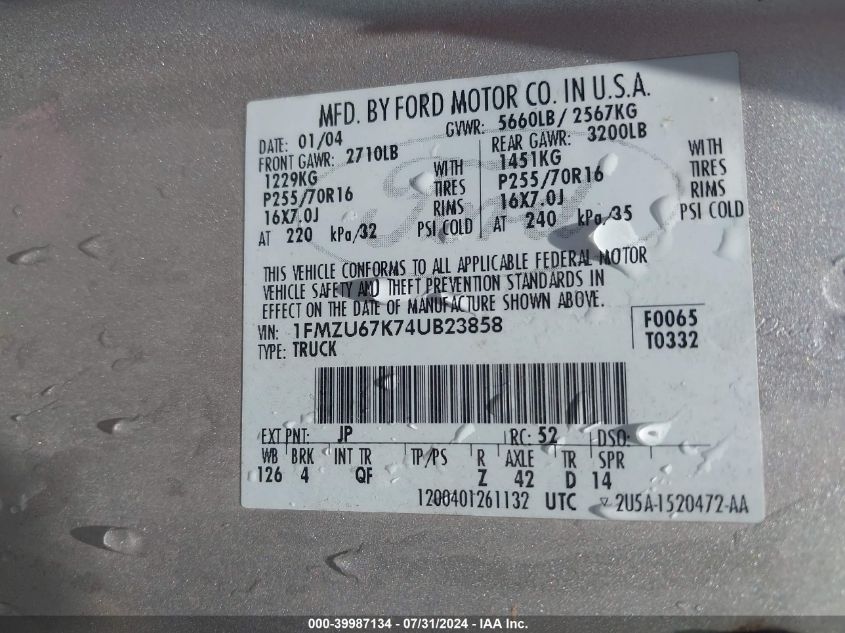 MFD. BY FORD MOTOR CO. IN U.S.A.
DATE: 01/04 GVWR: 5660LB / 2567KG
FRONT GAWR: 2710LB REAR GAWR: 3200LB
1229KG WITH 1451KG WITH
P255/70R16 TIRES P255/70R16 TIRES
16X7.0J RIMS 16X7.0J RIMS
AT 220 kPa/32 PSI COLD AT 240 kPa/35 PSI COLD
THIS VEHICLE CONFORMS TO ALL APPLICABLE FEDERAL MOTOR
VEHICLE SAFETY AND THEFT PREVENTION STANDARDS IN
EFFECT ON THE DATE OF MANUFACTURE SHOWN ABOVE.
VIN: 1FMZU67K74UB23858 F0065
TYPE: TRUCK T0332
EXT PNT: JP RC: 52 DSO:
WB BRK INT TR TP/PS R AXLE TR SPR
126 4 QF Z 42 D 14
1200401261132 UTC 2U5A-1520472-AA
Ford
000-39987134 / 07/31/2024 - IAA Inc.